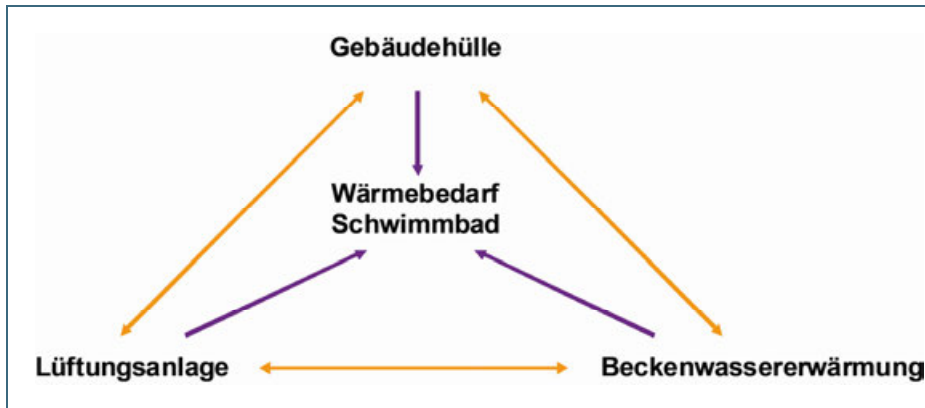 Gebäudehülle
Wärmebedarf
Schwimmbad
Lüftungsanlage
Beckenwassererwärmung